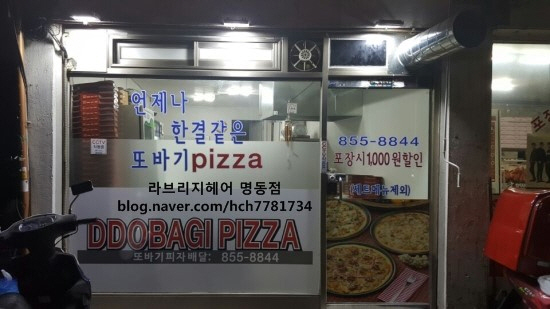 언제나
한결같은
또바기pizza
855-8844
포장시1,000원할인
(세트메뉴제외)
라브리지헤어 명동점
blog.naver.com/hch7781734
DDOBAGI PIZZA
또바기피자배달: 855-8844
CCTV